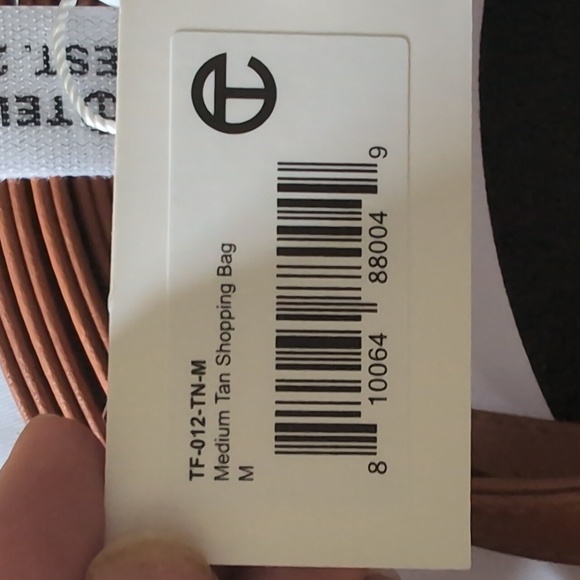 TF-012-TN-M
Medium Tan Shopping Bag
M
8 10064 88004 9